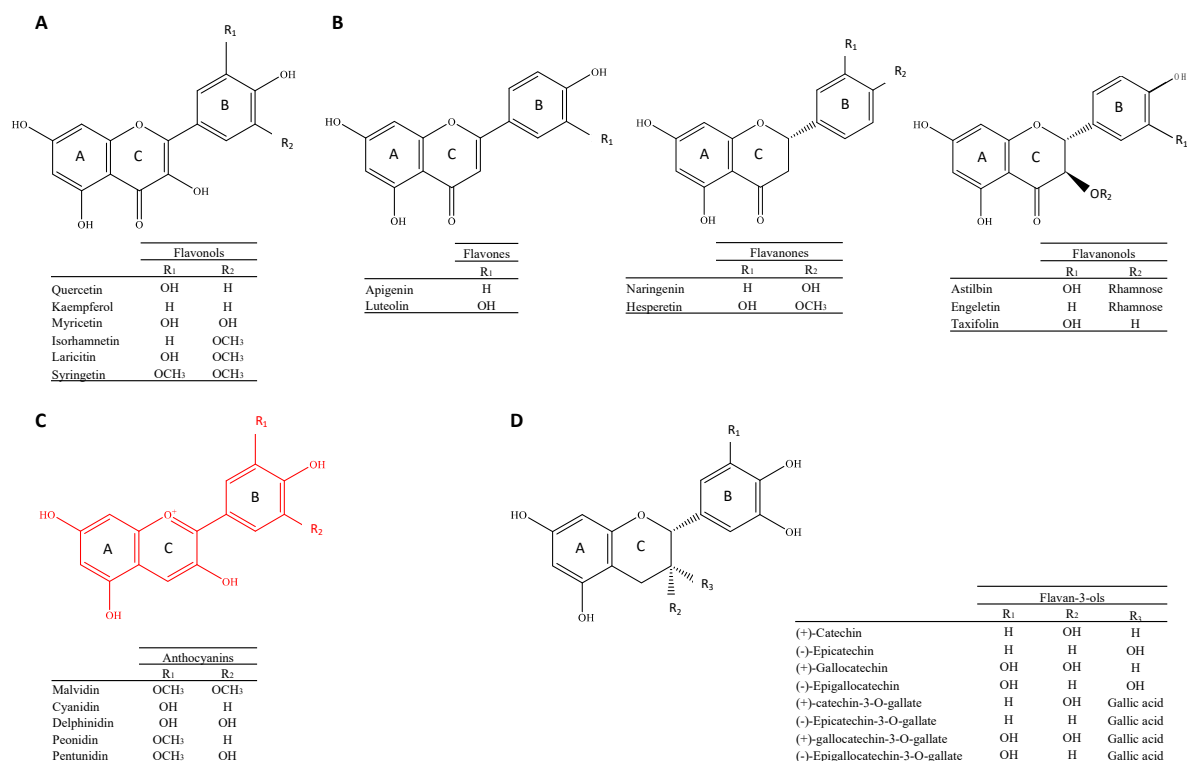 A
R1
OH
HO
B
A
C
O
R2
OH
OH
O
Flavonols
R1 R2
Quercetin OH H
Kaempferol H H
Myricetin OH OH
Isorhamnetin H OCH3
Laricitin OH OCH3
Syringetin OCH3 OCH3
B
OH
HO
B
A
C
O
R1
OH
O
Flavones
R1
Apigenin H
Luteolin OH
R1
R2
HO
B
A
C
O
OH
O
Flavanones
R1 R2
Naringenin H OH
Hesperetin OH OCH3
OH
HO
B
A
C
O
R1
OR2
OH
O
Flavanonols
R1 R2
Astilbin OH Rhamnose
Engeletin H Rhamnose
Taxifolin OH H
C
R1
OH
HO
B
A
C
O+
R2
OH
OH
Anthocyanins
R1 R2
Malvidin OCH3 OCH3
Cyanidin OH H
Delphinidin OH OH
Peonidin OCH3 H
Pentunidin OCH3 OH
D
R1
OH
HO
B
A
C
O
OH
R3
R2
OH
Flavan-3-ols
R1 R2 R3
(+)-Catechin H OH H
(-)-Epicatechin H H OH
(+)-Gallocatechin OH OH H
(-)-Epigallocatechin OH H OH
(+)-catechin-3-O-gallate H OH Gallic acid
(-)-Epicatechin-3-O-gallate H H Gallic acid
(+)-gallocatechin-3-O-gallate OH OH Gallic acid
(-)-Epigallocatechin-3-O-gallate OH H Gallic acid